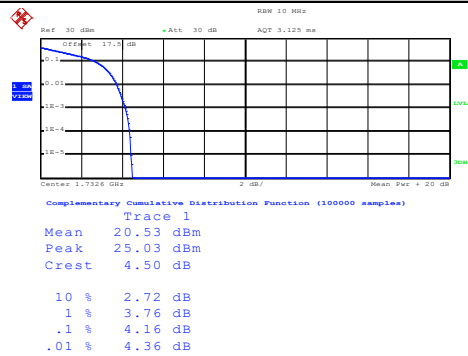 RBW 10 MHz
Ref 30 dBm Att 30 dB AQT 3.125 ms
Offset 17.5 dB
0.1
A
1 SA
VIEW
0.01
1E-3
LVL
1E-4
1E-5
3DB
Center 1.7326 GHz 2 dB/ Mean Pwr + 20 dB
Complementary Cumulative Distribution Function (100000 samples)
Trace 1
Mean 20.53 dBm
Peak 25.03 dBm
Crest 4.50 dB
10 % 2.72 dB
1 % 3.76 dB
.1 % 4.16 dB
.01 % 4.36 dB